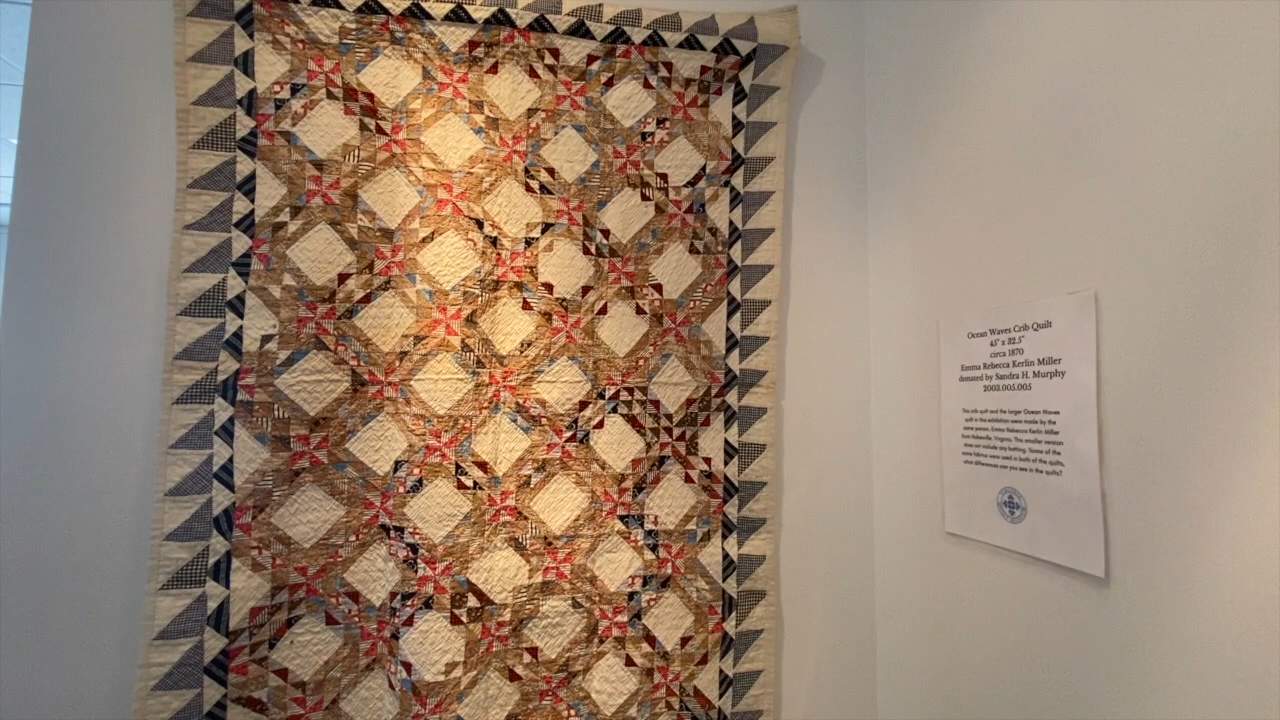 Ocean Waves Crib Quilt
45" x 32.5"
circa 1870
Emma Rebecca Kerlin Miller
donated by Sandra H. Murphy
2003.005.005
This crib quilt and the larger Ocean Waves
quilt in this exhibition were made by the
same person, Emma Rebecca Kerlin Miller
from Rileyville, Virginia. This smaller version
does not include any batting. Some of the
same fabrics were used in both of the quilts,
what differences can you see in the quilts?